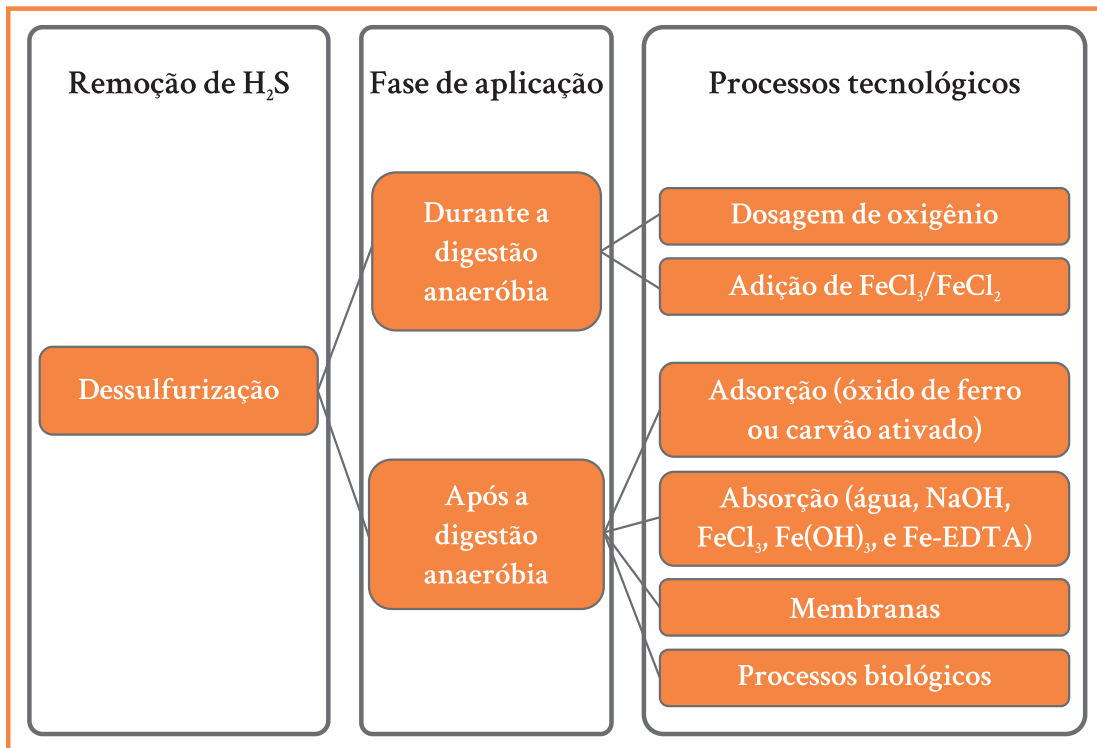 Remoção de H₂S
Fase de aplicação
Processos tecnológicos
Dessulfurização
Durante a
digestão
anaeróbia
Após a
digestão
anaeróbia
Dosagem de oxigênio
Adição de FeCl₃/FeCl₂
Adsorção (óxido de ferro
ou carvão ativado)
Absorção (água, NaOH,
FeCl₃, Fe(OH)₃, e Fe-EDTA)
Membranas
Processos biológicos